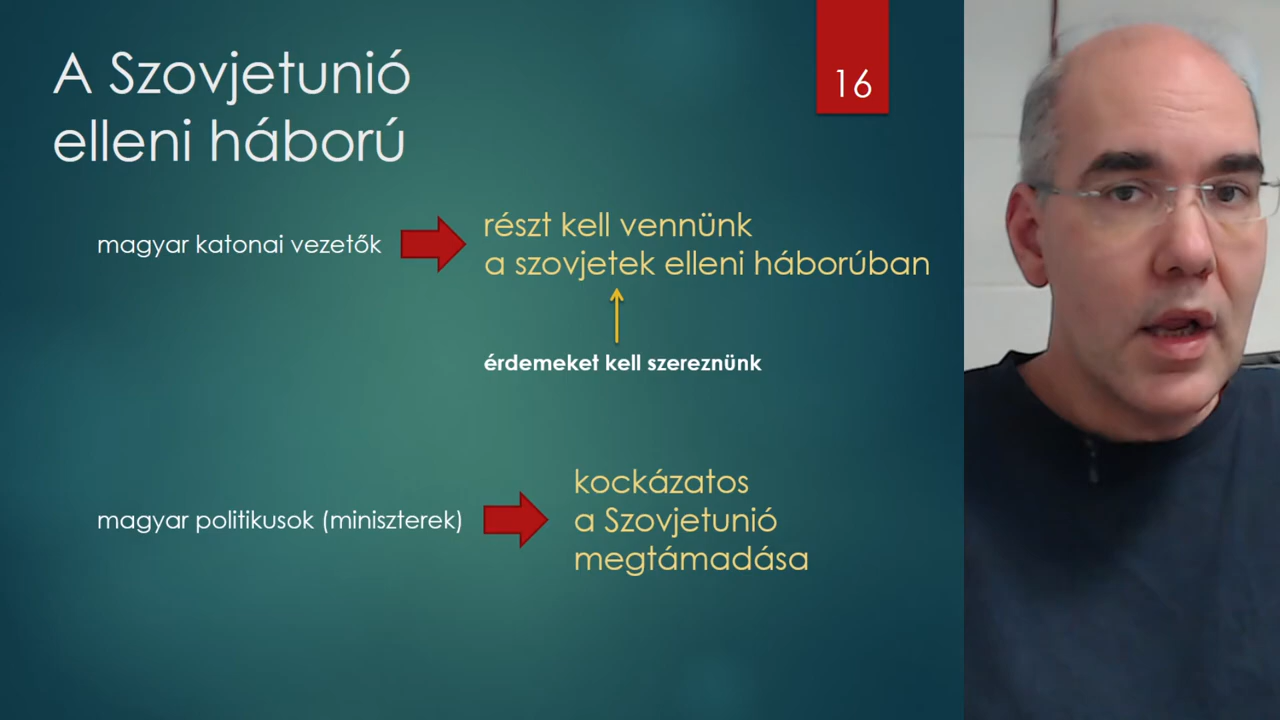 A Szovjetunió
elleni háború
16
magyar katonai vezetők
részt kell vennünk
a szovjetek elleni háborúban
érdemeket kell szereznünk
magyar politikusok (miniszterek)
kockázatos
a Szovjetunió
megtámadása